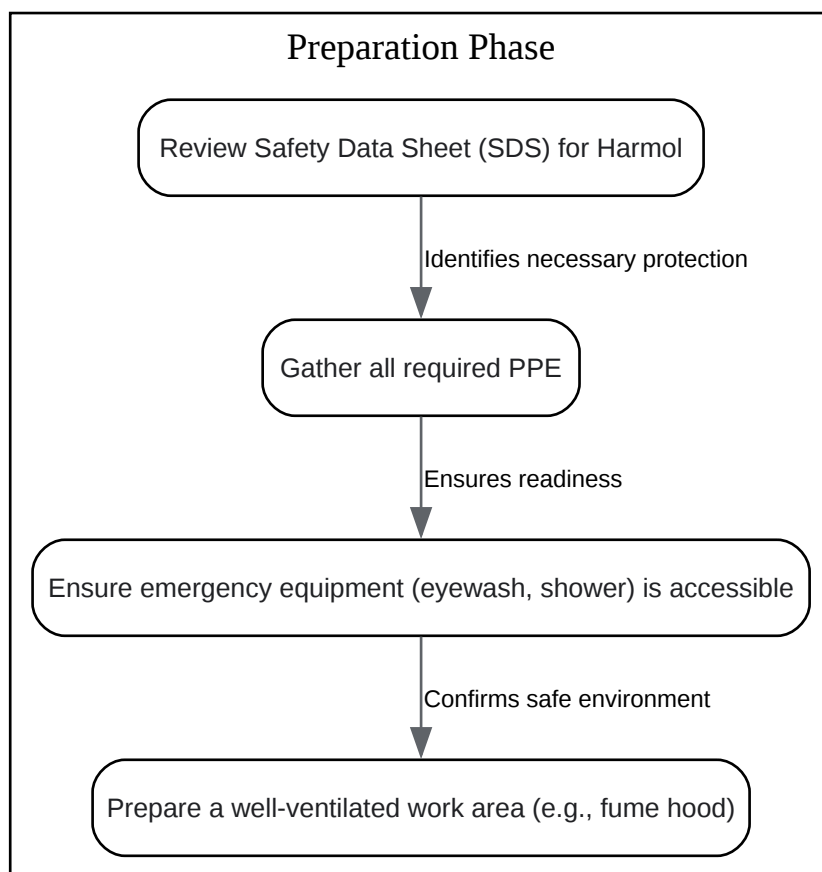 Preparation Phase
Review Safety Data Sheet (SDS) for Harmol
Identifies necessary protection
Gather all required PPE
Ensures readiness
Ensure emergency equipment (eyewash, shower) is accessible
Confirms safe environment
Prepare a well-ventilated work area (e.g., fume hood)